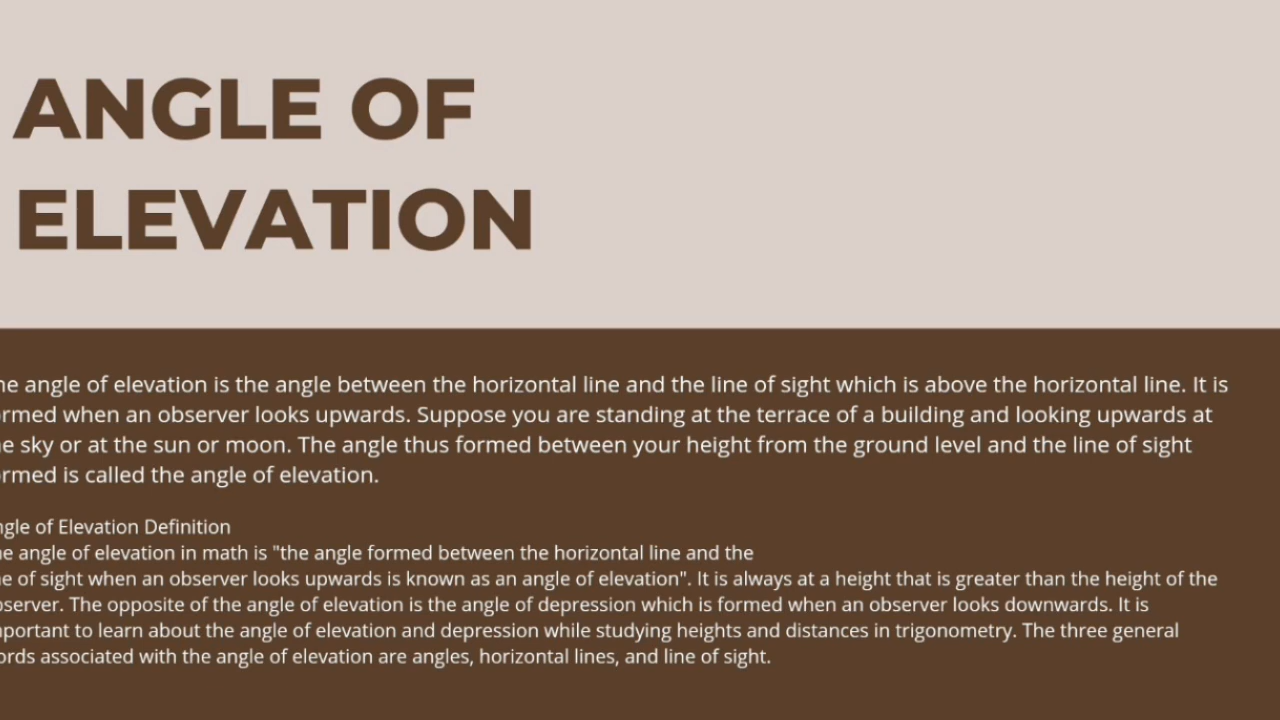 ANGLE OF
ELEVATION
he angle of elevation is the angle between the horizontal line and the line of sight which is above the horizontal line. It is
ormed when an observer looks upwards. Suppose you are standing at the terrace of a building and looking upwards at
he sky or at the sun or moon. The angle thus formed between your height from the ground level and the line of sight
ormed is called the angle of elevation.
ngle of Elevation Definition
he angle of elevation in math is "the angle formed between the horizontal line and the
e of sight when an observer looks upwards is known as an angle of elevation". It is always at a height that is greater than the height of the
bserver. The opposite of the angle of elevation is the angle of depression which is formed when an observer looks downwards. It is
mportant to learn about the angle of elevation and depression while studying heights and distances in trigonometry. The three general
ords associated with the angle of elevation are angles, horizontal lines, and line of sight.